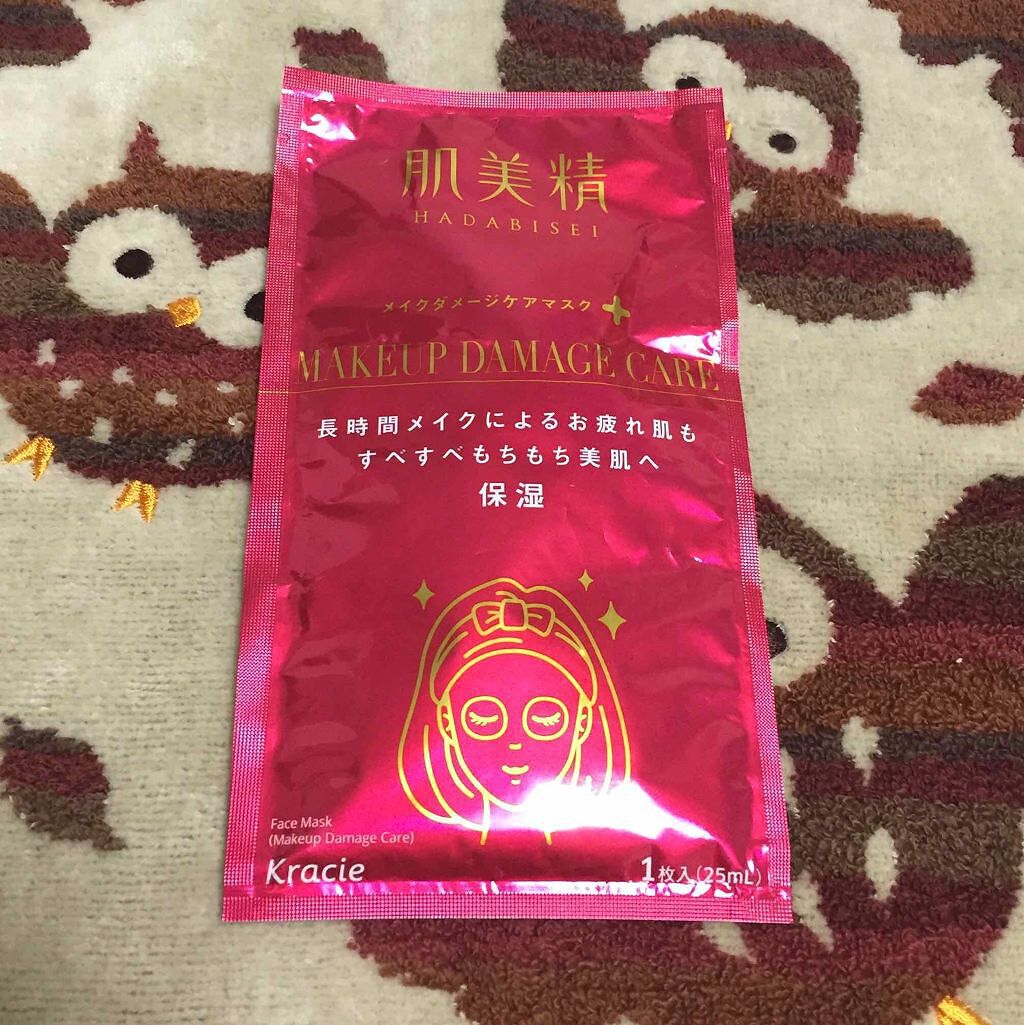 肌美精
HADABISEI
メイクダメージケアマスク
MAKEUP DAMAGE CARE
長時間メイクによるお疲れ肌も
すべすべもちもち美肌へ
保湿
Face Mask
(Makeup Damage Care)
Kracie
1枚入(25mL)